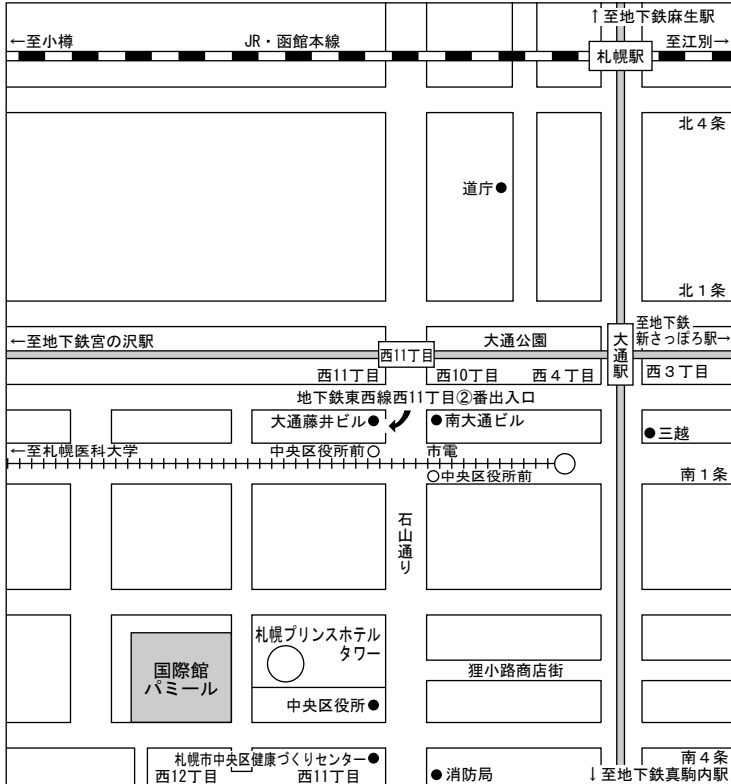 ↑至地下鉄麻生駅
←至小樽
JR・函館本線
札幌駅
至江別→
北4条
道庁●
北1条
←至地下鉄宮の沢駅
西11丁目
大通公園
大通駅
至地下鉄
新さっぽろ駅→
西11丁目
西10丁目
西4丁目
西3丁目
地下鉄東西線西11丁目②番出入口
大通藤井ビル●
●南大通ビル
●三越
←至札幌医科大学
中央区役所前○
市電
○中央区役所前
南1条
石山通り
札幌プリンスホテル
タワー
国際館
パミール
狸小路商店街
中央区役所●
札幌市中央区健康づくりセンター●
西12丁目
西11丁目
●消防局
南4条
↓至地下鉄真駒内駅